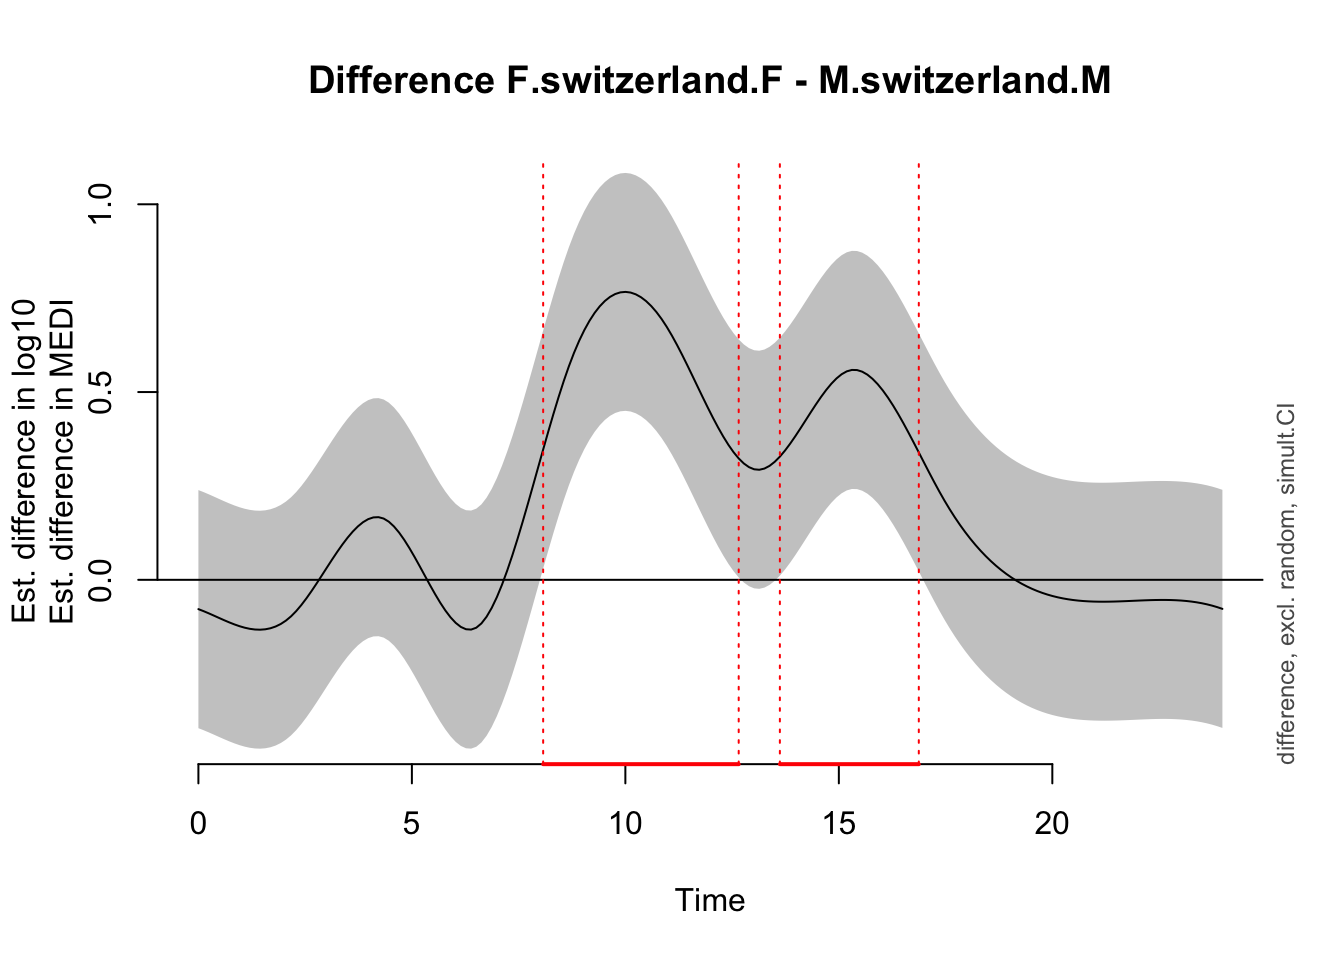 Difference F.switzerland.F - M.switzerland.M
Est. difference in log10
Est. difference in MEDI
1.0
0.5
0.0
0
5
10
15
20
Time
difference, excl. random, simult.CI